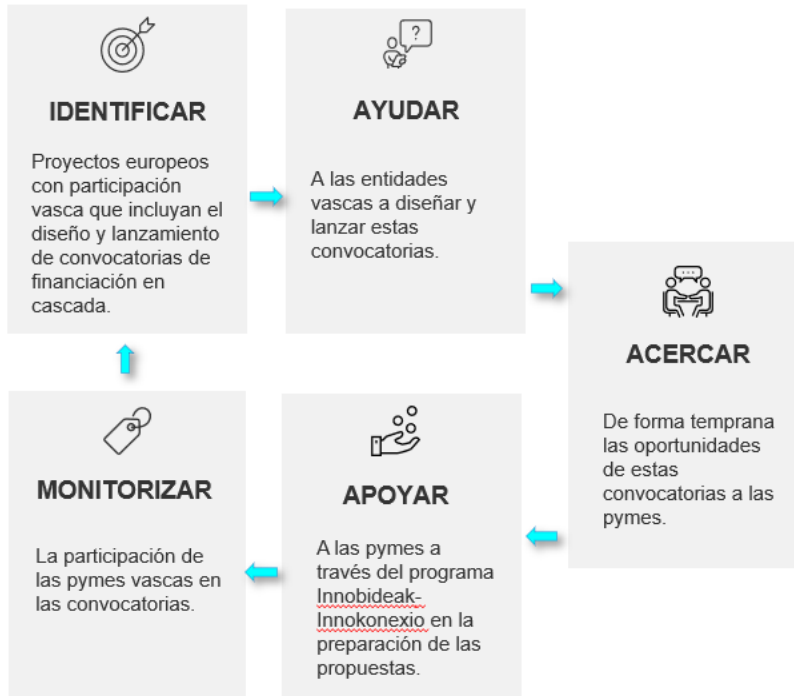 ?
IDENTIFICAR
Proyectos europeos
con participación
vasca que incluyan el
diseño y lanzamiento
de convocatorias de
financiación en
cascada.
AYUDAR
A las entidades
vascas a diseñar y
lanzar estas
convocatorias.
ACERCAR
De forma temprana
las oportunidades
de estas
convocatorias a las
pymes.
APOYAR
A las pymes a
través del programa
Innobideak-
Innokonexio en la
preparación de las
propuestas.
MONITORIZAR
La participación de
las pymes vascas en
las convocatorias.